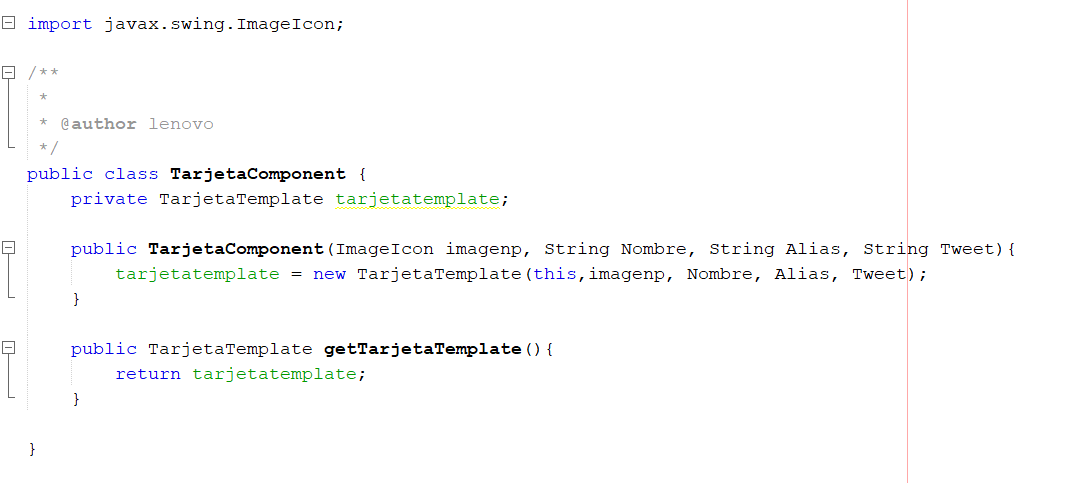 import javax.swing.ImageIcon;
/**
*
* @author lenovo
*/
public class TarjetaComponent {
private TarjetaTemplate tarjetatemplate;
public TarjetaComponent(ImageIcon imagenp, String Nombre, String Alias, String Tweet){
tarjetatemplate = new TarjetaTemplate(this,imagenp, Nombre, Alias, Tweet);
}
public TarjetaTemplate getTarjetaTemplate(){
return tarjetatemplate;
}
}